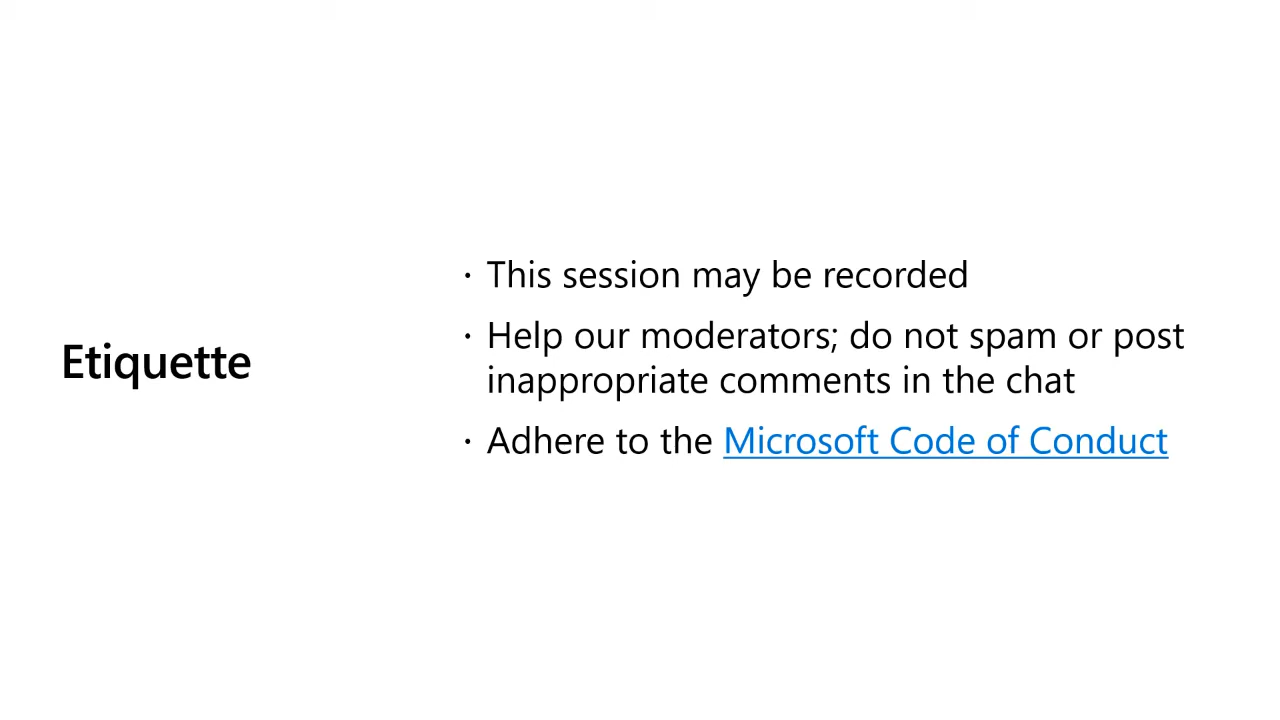 Etiquette
· This session may be recorded
· Help our moderators; do not spam or post
inappropriate comments in the chat
· Adhere to the Microsoft Code of Conduct